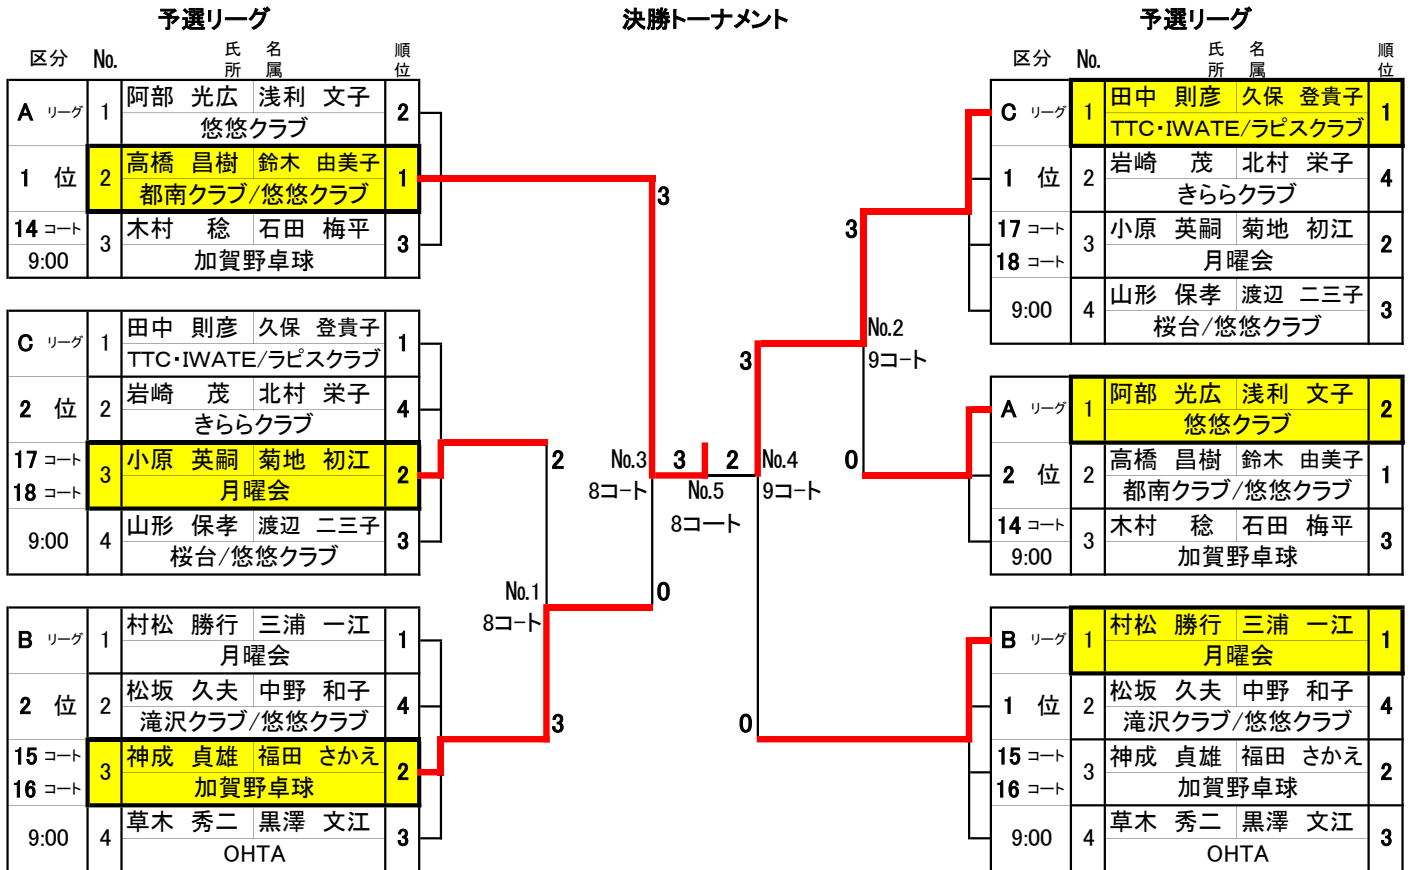 予選リーグ 決勝トーナメント 予選リーグ
区分 No. 氏 名 順
所 属 位
A リーグ 1 阿部 光広 浅利 文子 2
悠悠クラブ
1 位 2 高橋 昌樹 鈴木 由美子 1
都南クラブ/悠悠クラブ
14 コート 3 木村 稔 石田 梅平 3
9:00 加賀野卓球
C リーグ 1 田中 則彦 久保 登貴子 1
TTC・IWATE/ラピスクラブ
2 位 2 岩崎 茂 北村 栄子 4
きららクラブ
17 コート 3 小原 英嗣 菊地 初江 2
18 コート 月曜会
9:00 4 山形 保孝 渡辺 二三子 3
桜台/悠悠クラブ
B リーグ 1 村松 勝行 三浦 一江 1
月曜会
2 位 2 松坂 久夫 中野 和子 4
滝沢クラブ/悠悠クラブ
15 コート 3 神成 貞雄 福田 さかえ 2
16 コート 加賀野卓球
9:00 4 草木 秀二 黒澤 文江 3
OHTA
3
2
No.1
8コート
3
No.3
8コート
0
3 2
No.5
8コート
3
No.4
9コート
0
3
No.2
9コート
0
区分 No. 氏 名 順
所 属 位
C リーグ 1 田中 則彦 久保 登貴子 1
TTC・IWATE/ラピスクラブ
1 位 2 岩崎 茂 北村 栄子 4
きららクラブ
17 コート 3 小原 英嗣 菊地 初江 2
18 コート 月曜会
9:00 4 山形 保孝 渡辺 二三子 3
桜台/悠悠クラブ
A リーグ 1 阿部 光広 浅利 文子 2
悠悠クラブ
2 位 2 高橋 昌樹 鈴木 由美子 1
都南クラブ/悠悠クラブ
14 コート 3 木村 稔 石田 梅平 3
9:00 加賀野卓球
B リーグ 1 村松 勝行 三浦 一江 1
月曜会
1 位 2 松坂 久夫 中野 和子 4
滝沢クラブ/悠悠クラブ
15 コート 3 神成 貞雄 福田 さかえ 2
16 コート 加賀野卓球
9:00 4 草木 秀二 黒澤 文江 3
OHTA